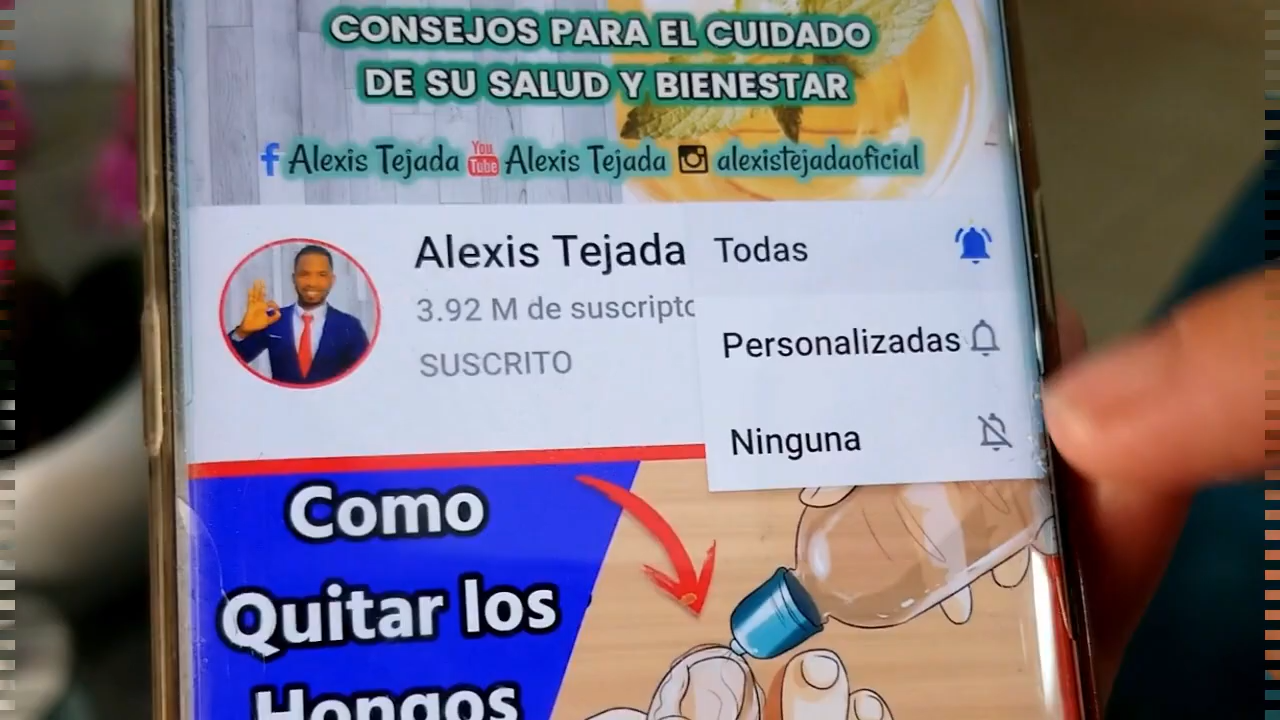 CONSEJOS PARA EL CUIDADO
DE SU SALUD Y BIENESTAR
f Alexis Tejada You Tube Alexis Tejada alexistejadaoficial
Alexis Tejada
3.92 M de suscripto
SUSCRITO
Todas
Personalizadas
Ninguna
Como
Quitar los
Hongos